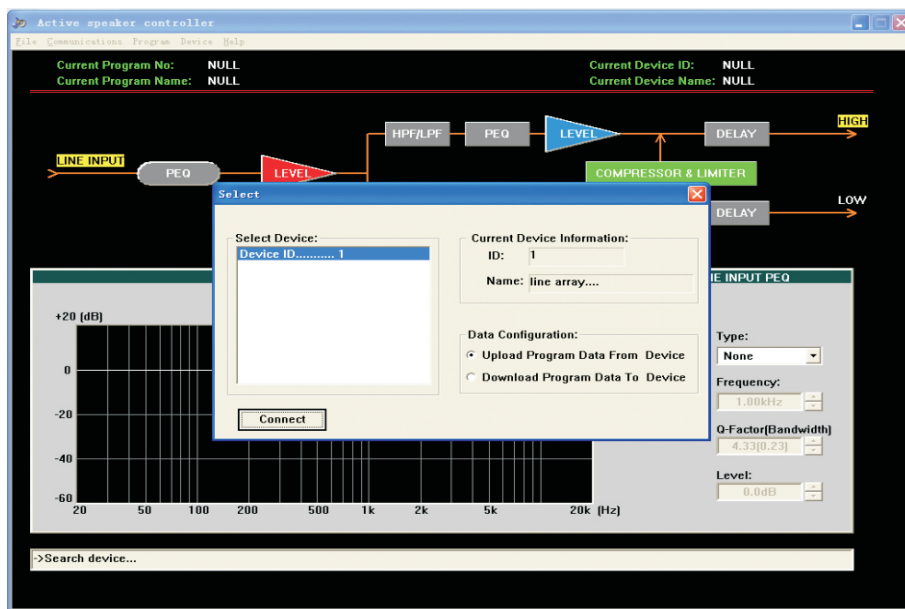 Active speaker controller
File Communications Program Device Help
Current Program No: NULL
Current Program Name: NULL
Current Device ID: NULL
Current Device Name: NULL
HIGH
HPF/LPF
PEQ
LEVEL
DELAY
LINE INPUT
PEQ
LEVEL
COMPRESSOR & LIMITER
LOW
DELAY
Select
Select Device:
Device ID.......... 1
Current Device Information:
ID: 1
Name: line array....
Data Configuration:
Upload Program Data From Device
Download Program Data To Device
Connect
NE INPUT PEQ
+20 (dB)
0
-20
-40
-60
20 50 100 200 500 1k 2k 5k 20k (Hz)
Type:
None
Frequency:
1.00kHz
Q-Factor(Bandwidth)
4.33(0.23)
Level:
0.0dB
->Search device...